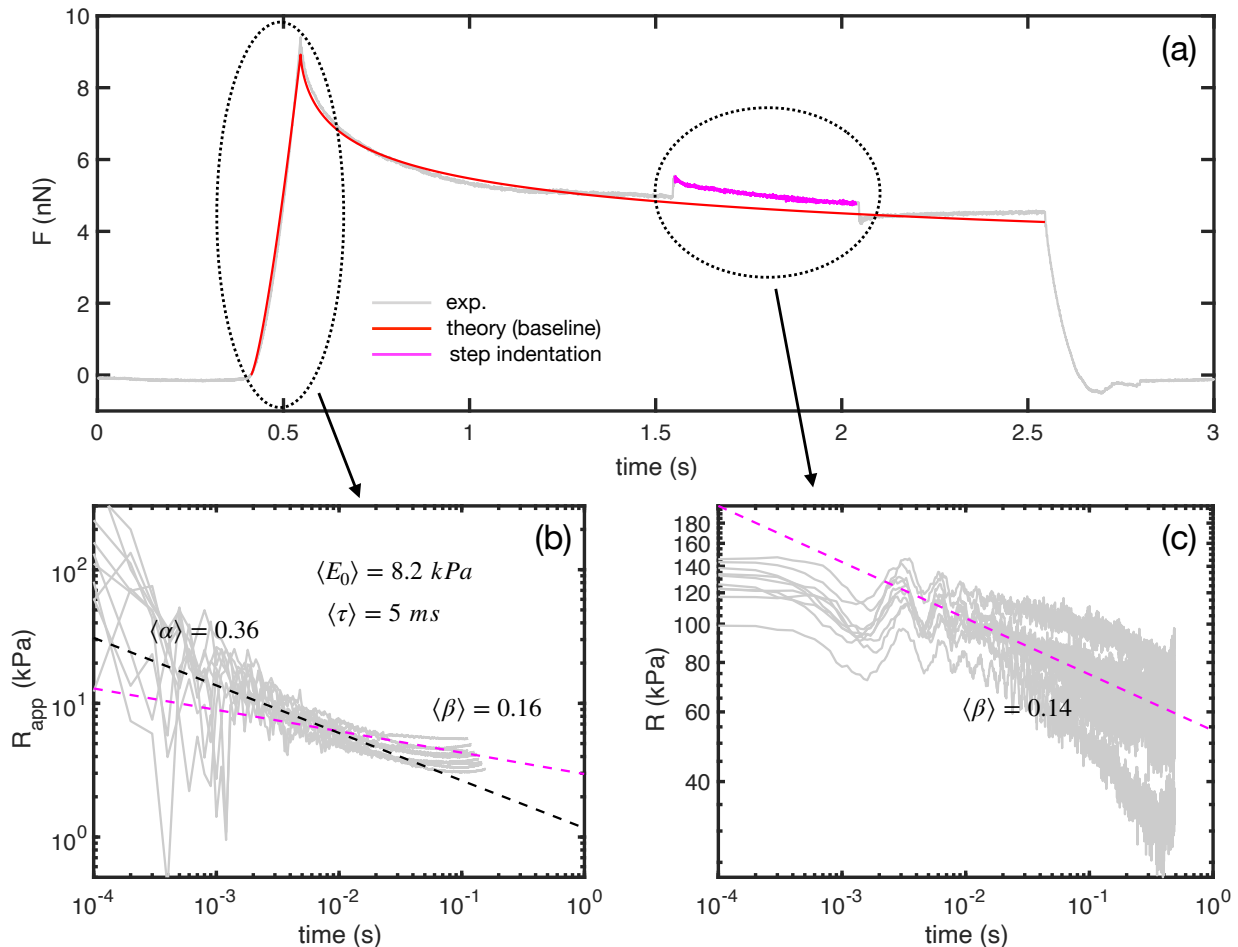 (a)
10
8
6
4
2
0
F (nN)
exp.
theory (baseline)
step indentation
0 0.5 1 1.5 2 2.5 3
time (s)
(b)
10² 
10¹
10⁰
R_app (kPa)
⟨E₀⟩ = 8.2 kPa
⟨τ⟩ = 5 ms
⟨α⟩ = 0.36
⟨β⟩ = 0.16
10⁻⁴ 10⁻³ 10⁻² 10⁻¹ 10⁰
time (s)
(c)
180
160
140
120
100
80
60
40
R (kPa)
⟨β⟩ = 0.14
10⁻⁴ 10⁻³ 10⁻² 10⁻¹ 10⁰
time (s)